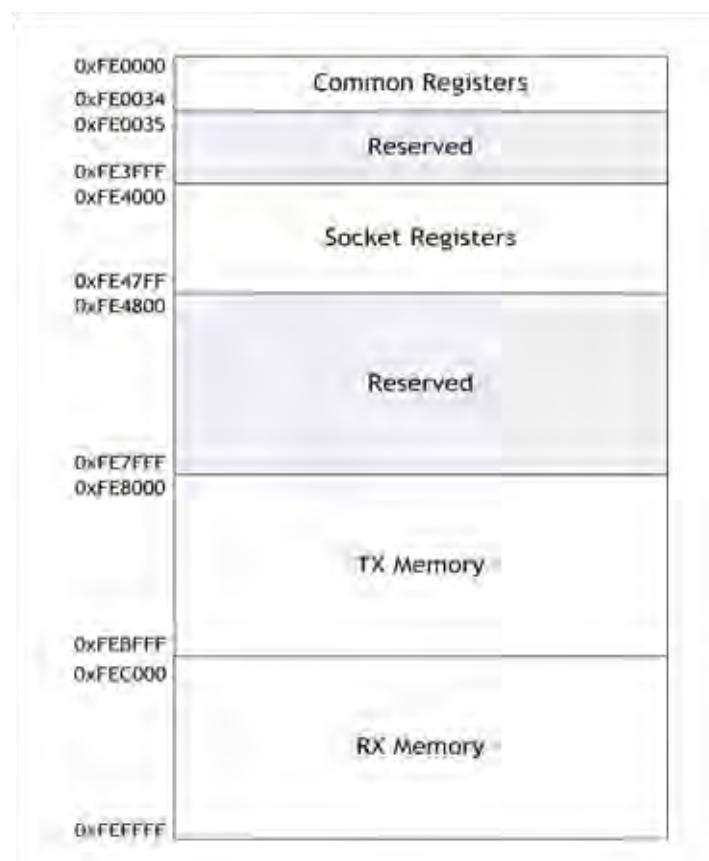 0xFE0000
Common Registers
0xFE0034
0xFE0035
Reserved
0xFE3FFF
0xFE4000
Socket Registers
0xFE47FF
0xFE4800
Reserved
0xFE7FFF
0xFE8000
TX Memory
0xFEBFFF
0xFEC000
RX Memory
0xFEFFFF